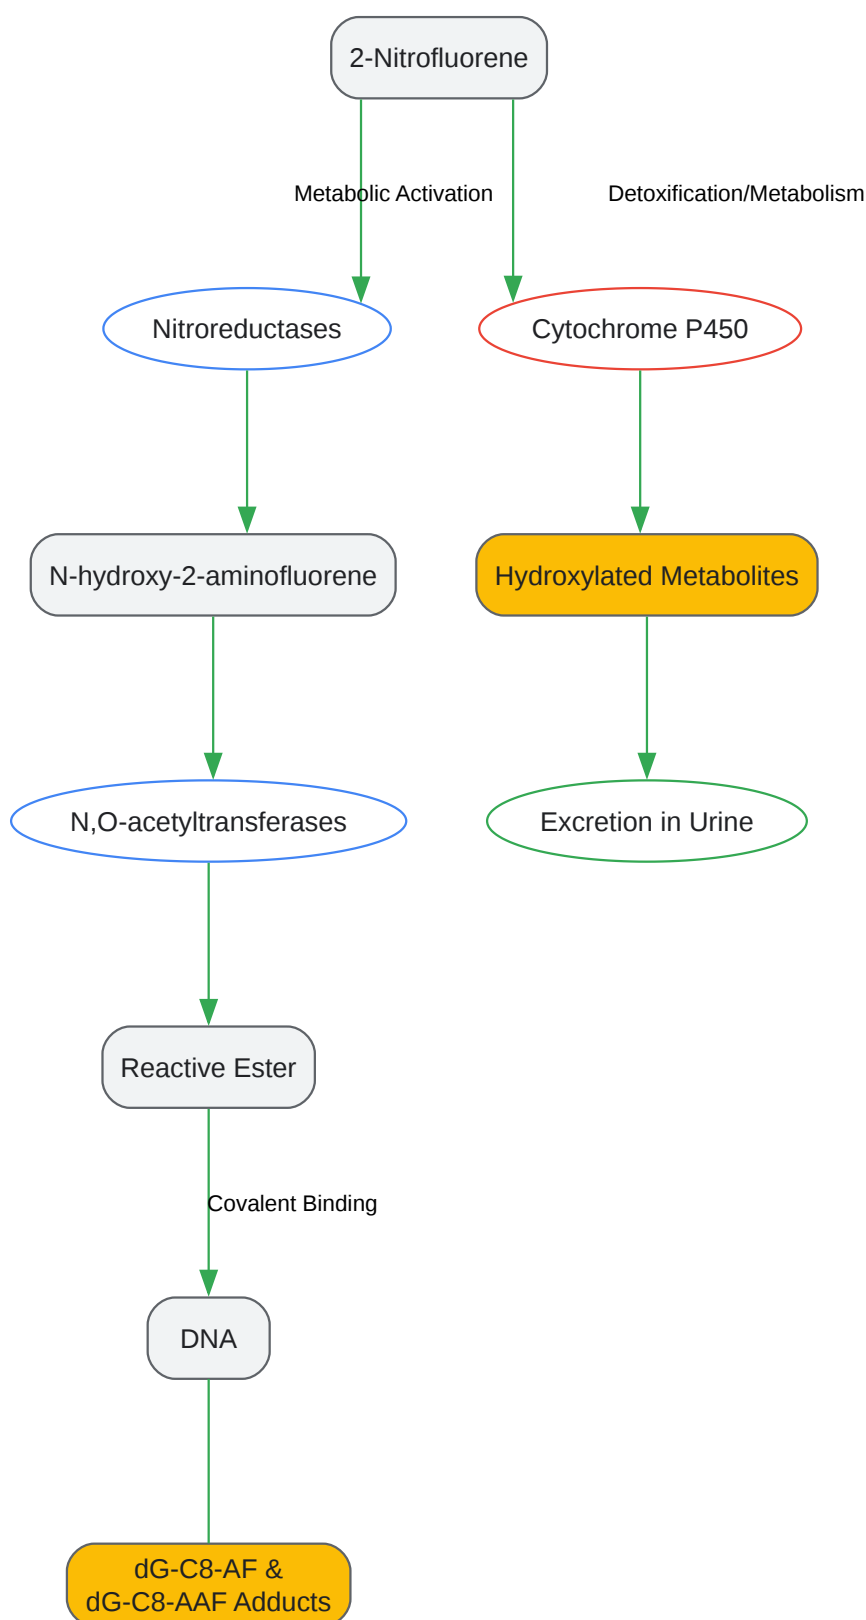 2-Nitrofluorene
Metabolic Activation
Detoxification/Metabolism
Nitroreductases
Cytochrome P450
N-hydroxy-2-aminofluorene
Hydroxylated Metabolites
N,O-acetyltransferases
Excretion in Urine
Reactive Ester
Covalent Binding
DNA
dG-C8-AF &
dG-C8-AAF Adducts